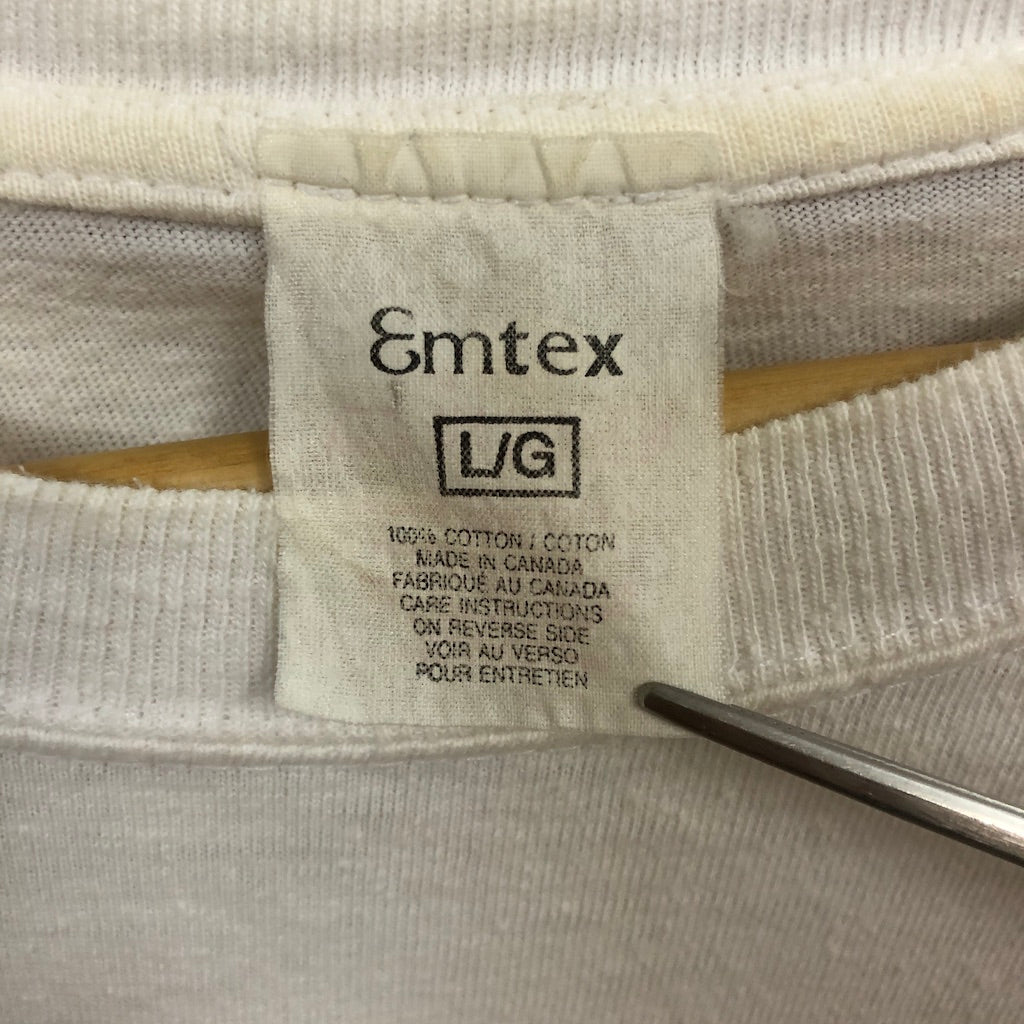 Emtex
L/G
100% COTTON / COTON
MADE IN CANADA
FABRIQUÉ AU CANADA
CARE INSTRUCTIONS
ON REVERSE SIDE
VOIR AU VERSO
POUR ENTRETIEN